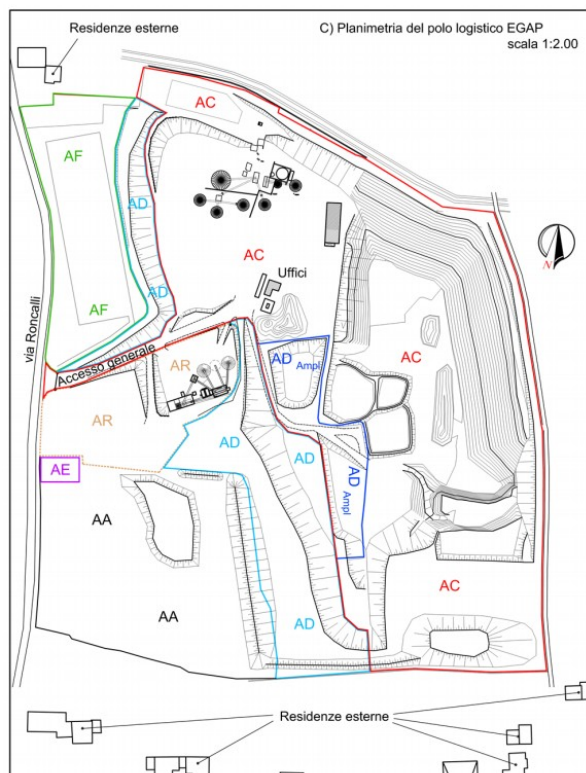 Residenze esterne
C) Planimetria del polo logistico EGAP
scala 1:2.00
AC
AF
AD
AC
Uffici
AF
AD
via Roncalli
Accesso generale
AR
AD
Ampl
AC
AR
AD
AD
AD
Ampl
AE
AA
AC
AA
AD
Residenze esterne
N